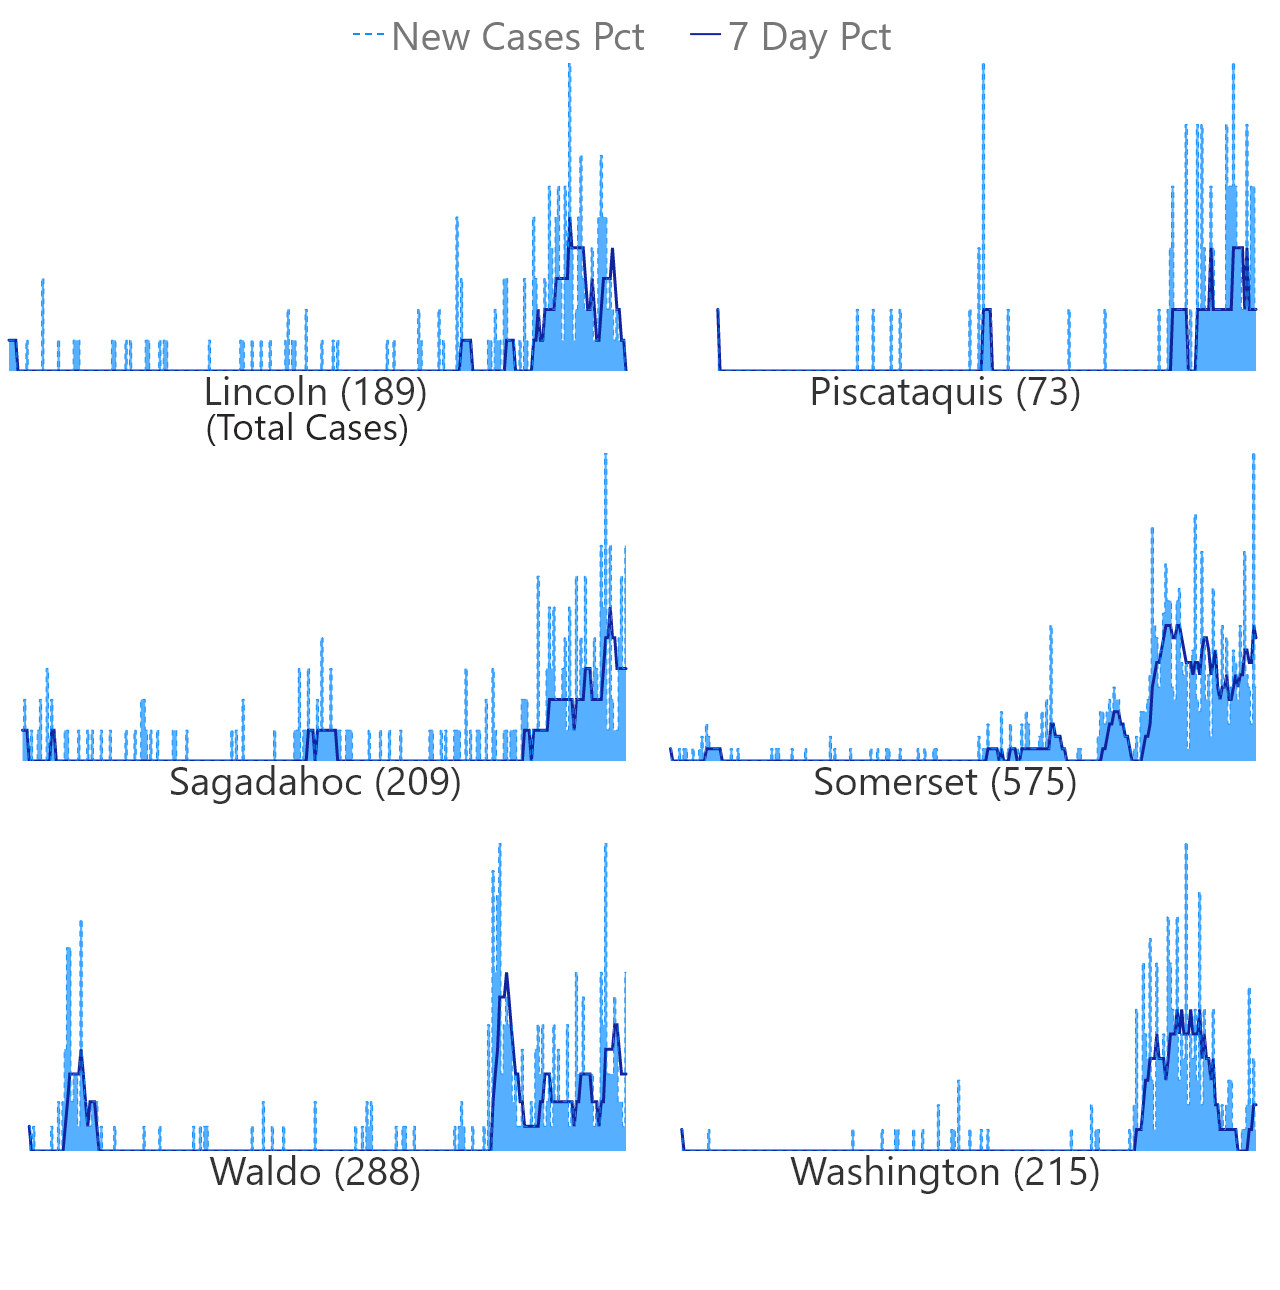 New Cases Pct 7 Day Pct
Lincoln (189) Piscataquis (73)
(Total Cases)
Sagadahoc (209) Somerset (575)
Waldo (288) Washington (215)